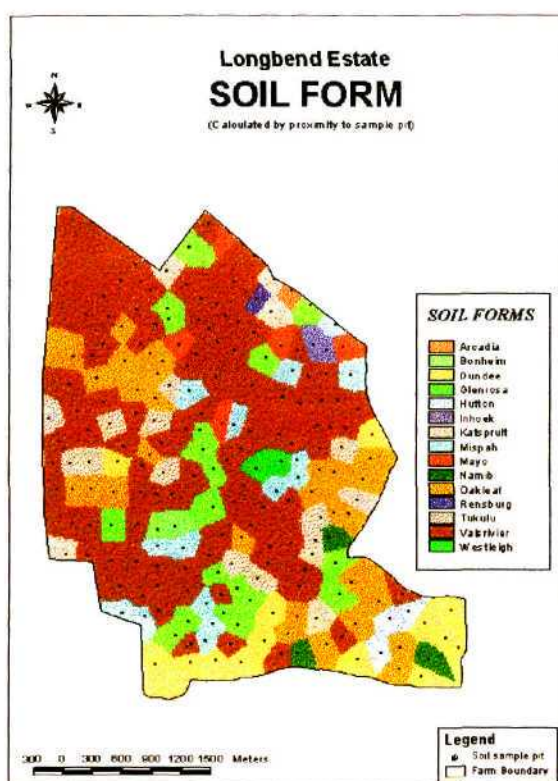 Longbend Estate
SOIL FORM
(Calculated by proximity to sample pit)
N
E
S
SOIL FORMS
Arcadia
Bonheim
Dundee
Glenrosa
Hutton
Inhoek
Katspruit
Mispah
Mayo
Namib
Oakleaf
Rensburg
Tukulu
Valsrivier
Westleigh
300 0 300 600 900 1200 1500 Meters
Legend
Soil sample pit
Farm Boundary